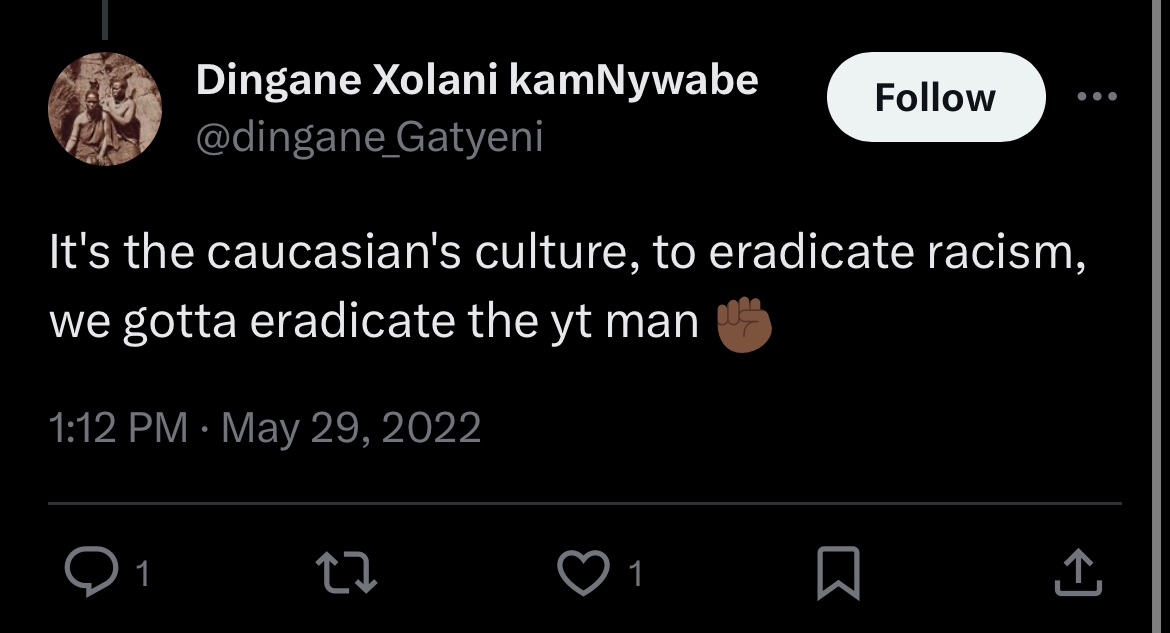 Dingane Xolani kamNywabe
Follow
@dingane_Gatyeni
It's the caucasian's culture, to eradicate racism,
we gotta eradicate the yt man ✊🏾
1:12 PM · May 29, 2022
1 1